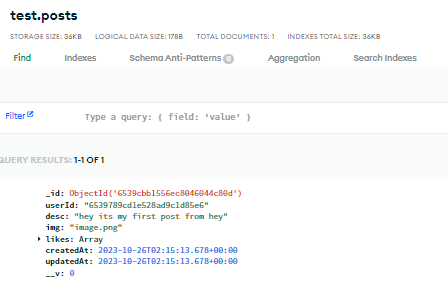 test.posts
STORAGE SIZE: 36KB LOGICAL DATA SIZE: 178B TOTAL DOCUMENTS: 1 INDEXES TOTAL SIZE: 36KB
Find Indexes Schema Anti-Patterns 0 Aggregation Search Indexes
Filter Type a query: { field: 'value' }
QUERY RESULTS: 1-1 OF 1
_id: ObjectId('6539cbb1556ec8046044c80d')
userId: "6539789cd1e528ad9c1d85e6"
desc: "hey its my first post from hey"
img: "image.png"
likes: Array
createdAt: 2023-10-26T02:15:13.678+00:00
updatedAt: 2023-10-26T02:15:13.678+00:00
__v: 0